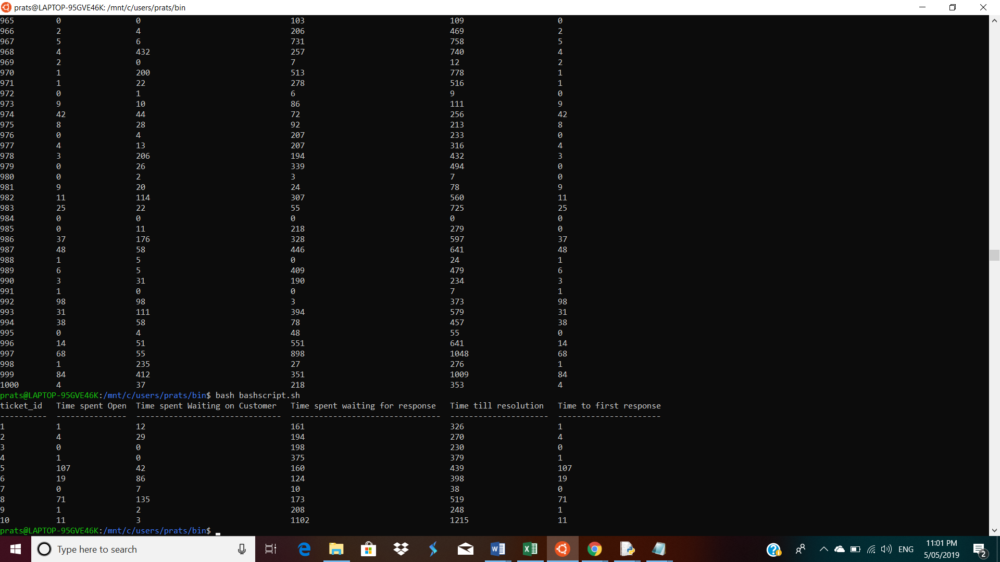 prats@LAPTOP-95GVE46K: /mnt/c/users/prats/bin
965 0 0 103 109 0
966 2 4 206 469 2
967 5 6 731 758 5
968 4 432 257 740 4
969 2 0 7 12 2
970 1 200 513 778 1
971 1 22 278 516 1
972 0 1 6 9 0
973 9 10 86 111 9
974 42 44 72 256 42
975 8 28 92 213 8
976 0 4 207 233 0
977 4 13 207 316 4
978 3 206 194 432 3
979 0 26 339 494 0
980 0 2 3 7 0
981 9 20 24 78 9
982 11 114 307 560 11
983 25 22 55 725 25
984 0 0 0 0 0
985 0 11 218 279 0
986 37 176 328 597 37
987 48 58 446 641 48
988 1 5 0 24 1
989 6 5 409 479 6
990 3 31 190 234 3
991 1 0 0 7 1
992 98 98 3 373 98
993 31 111 394 579 31
994 38 58 78 457 38
995 0 4 48 55 0
996 14 51 551 641 14
997 68 55 898 1048 68
998 1 235 27 276 1
999 84 412 351 1009 84
1000 4 37 218 353 4
prats@LAPTOP-95GVE46K:/mnt/c/users/prats/bin$ bash bashscript.sh
ticket_id Time spent Open Time spent Waiting on Customer Time spent waiting for response Time till resolution Time to first response
---------- --------------- ------------------------------- -------------------------------- --------------------- ----------------------
1 1 12 161 326 1
2 4 29 194 270 4
3 0 0 198 230 0
4 1 0 375 379 1
5 107 42 160 439 107
6 19 86 124 398 19
7 0 7 10 38 0
8 71 135 173 519 71
9 1 2 208 248 1
10 11 3 1102 1215 11
prats@LAPTOP-95GVE46K:/mnt/c/users/prats/bin$
Type here to search
ENG
11:01 PM
5/05/2019
2